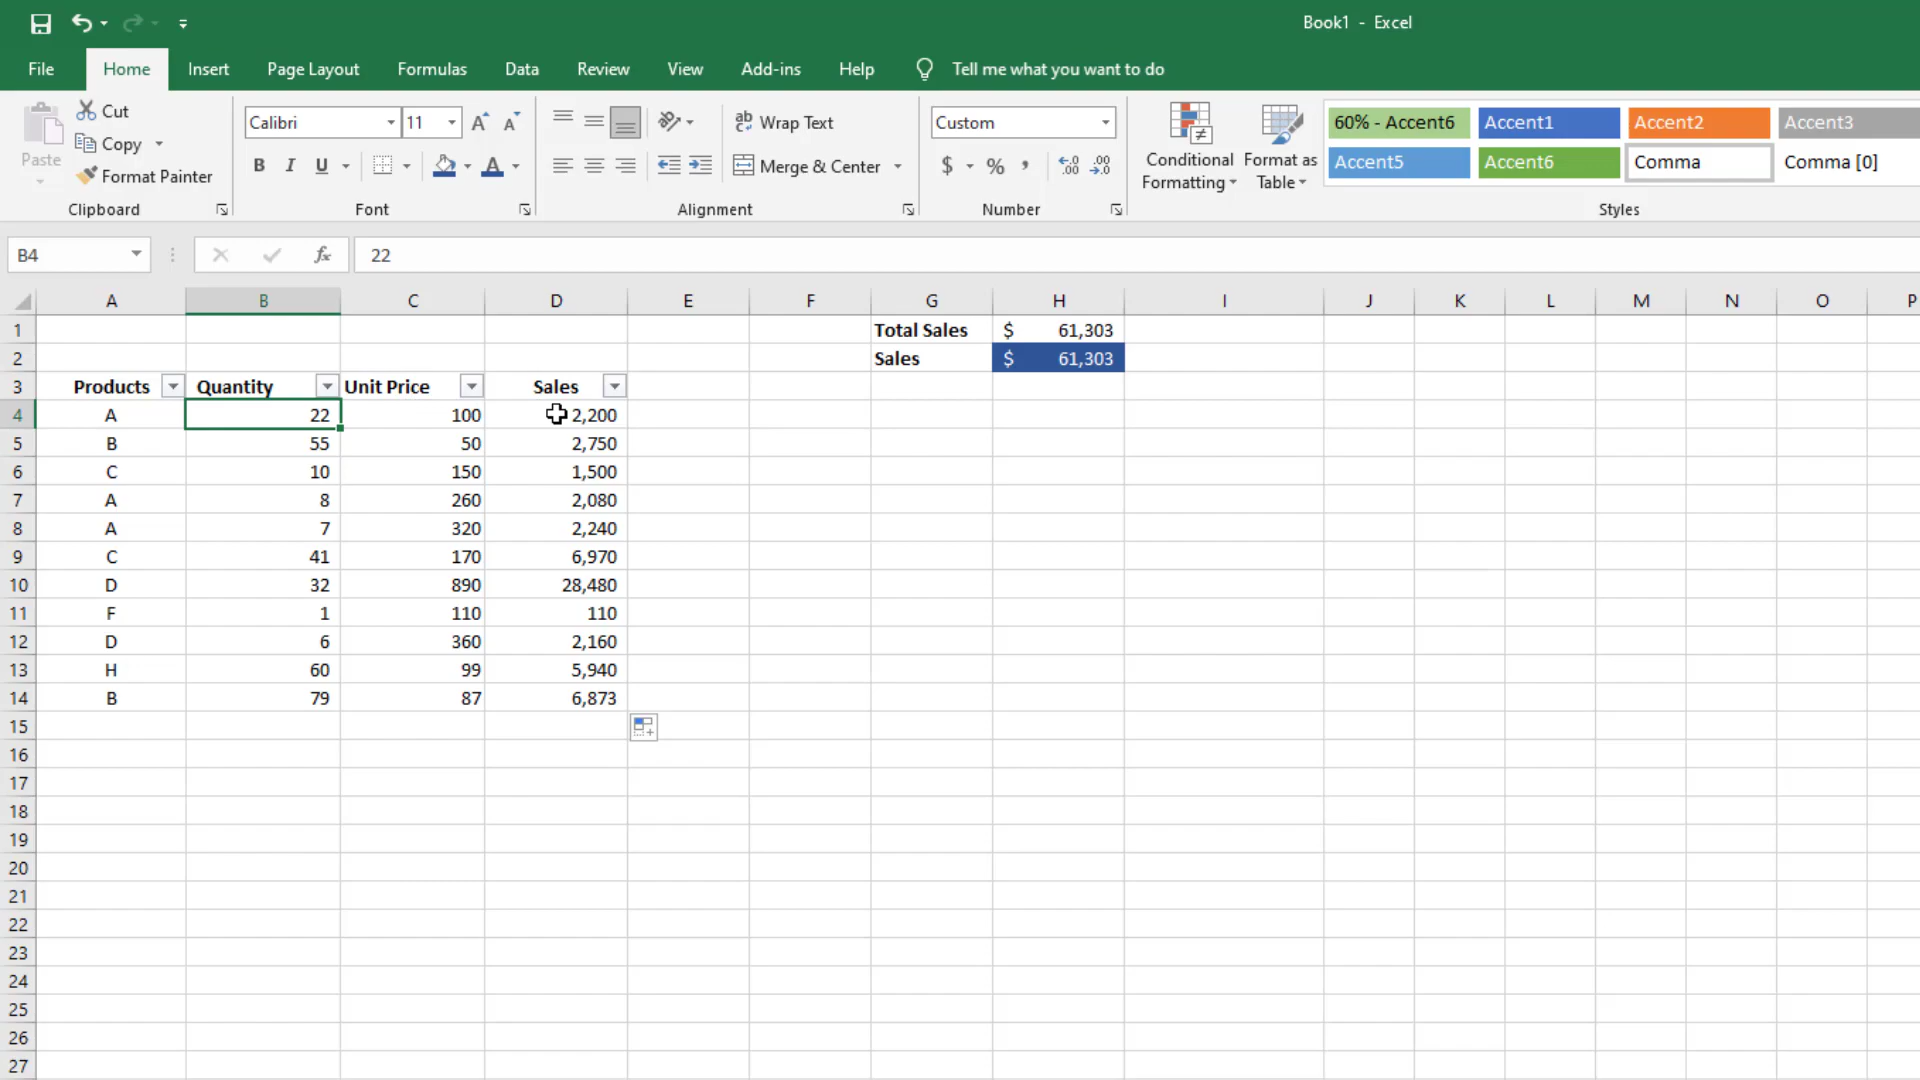 Book1 - Excel
File Home Insert Page Layout Formulas Data Review View Add-ins Help Tell me what you want to do
Paste Cut Copy Format Painter
Clipboard
Calibri 11 A A
B I U A
Font
ab Wrap Text
Merge & Center
Alignment
Custom
$ % , .0 .00 .00 .0
Number
Conditional Formatting
Format as Table
60% - Accent6 Accent1 Accent2 Accent3
Accent5 Accent6 Comma Comma [0]
Styles
B4 fx 22
A B C D E F G H I J K L M N O P
1 Total Sales $ 61,303
2 Sales $ 61,303
3 Products Quantity Unit Price Sales
4 A 22 100 2,200
5 B 55 50 2,750
6 C 10 150 1,500
7 A 8 260 2,080
8 A 7 320 2,240
9 C 41 170 6,970
10 D 32 890 28,480
11 F 1 110 110
12 D 6 360 2,160
13 H 60 99 5,940
14 B 79 87 6,873
15
16
17
18
19
20
21
22
23
24
25
26
27